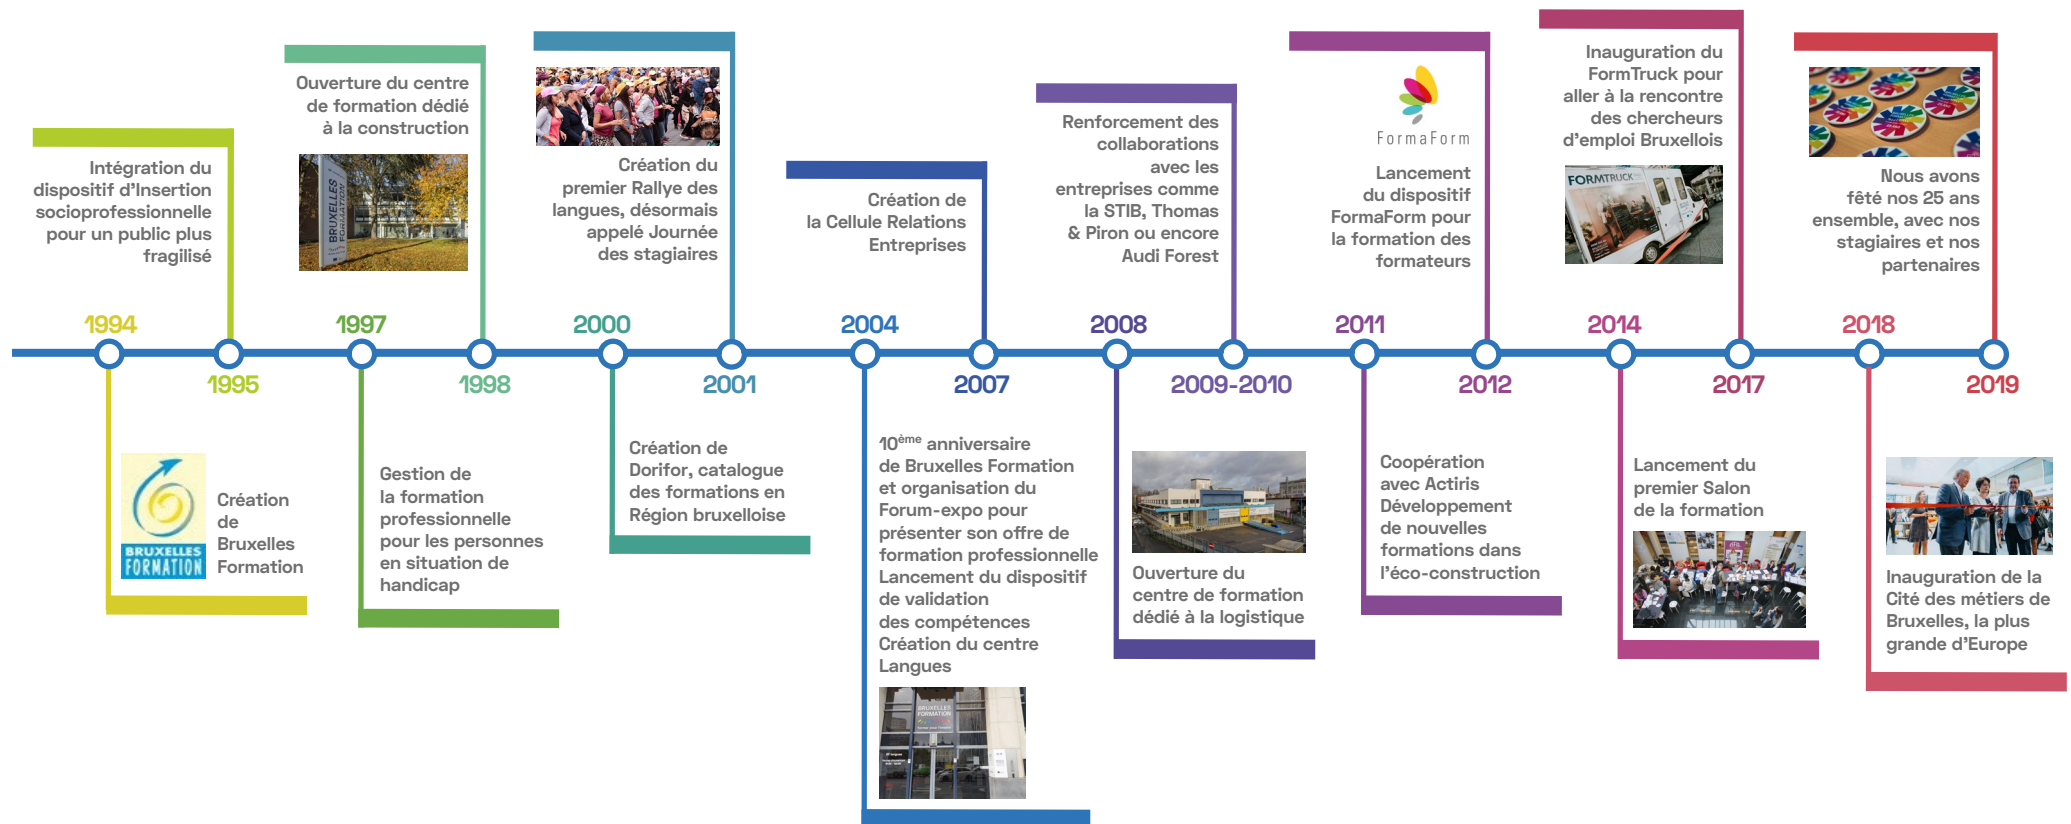 Intégration du
dispositif d'Insertion
socioprofessionnelle
pour un public plus
fragilisé
Ouverture du centre
de formation dédié
à la construction
BRUXELLES
FORMATION
Création du
premier Rallye des
langues, désormais
appelé Journée
des stagiaires
Création de
la Cellule Relations
Entreprises
Renforcement des
collaborations
avec les
entreprises comme
la STIB, Thomas
& Piron ou encore
Audi Forest
FormaForm
Lancement
du dispositif
FormaForm pour
la formation des
formateurs
Inauguration du
FormTruck pour
aller à la rencontre
des chercheurs
d'emploi Bruxellois
FORMTRUCK
Nous avons
fêté nos 25 ans
ensemble, avec nos
stagiaires et nos
partenaires
1994
1997
2000
2004
2008
2011
2014
2018
1995
1998
2001
2007
2009-2010
2012
2017
2019
BRUXELLES
FORMATION
Création
de
Bruxelles
Formation
Gestion de
la formation
professionnelle
pour les personnes
en situation de
handicap
Création de
Dorifor, catalogue
des formations en
Région bruxelloise
10ème anniversaire
de Bruxelles Formation
et organisation du
Forum-expo pour
présenter son offre de
formation professionnelle
Lancement du dispositif
de validation
des compétences
Création du centre
Langues
BRUXELLES
FORMATION
Ouverture du
centre de formation
dédié à la logistique
Coopération
avec Actiris
Développement
de nouvelles
formations dans
l'éco-construction
Lancement du
premier Salon
de la formation
Inauguration de la
Cité des métiers de
Bruxelles, la plus
grande d'Europe